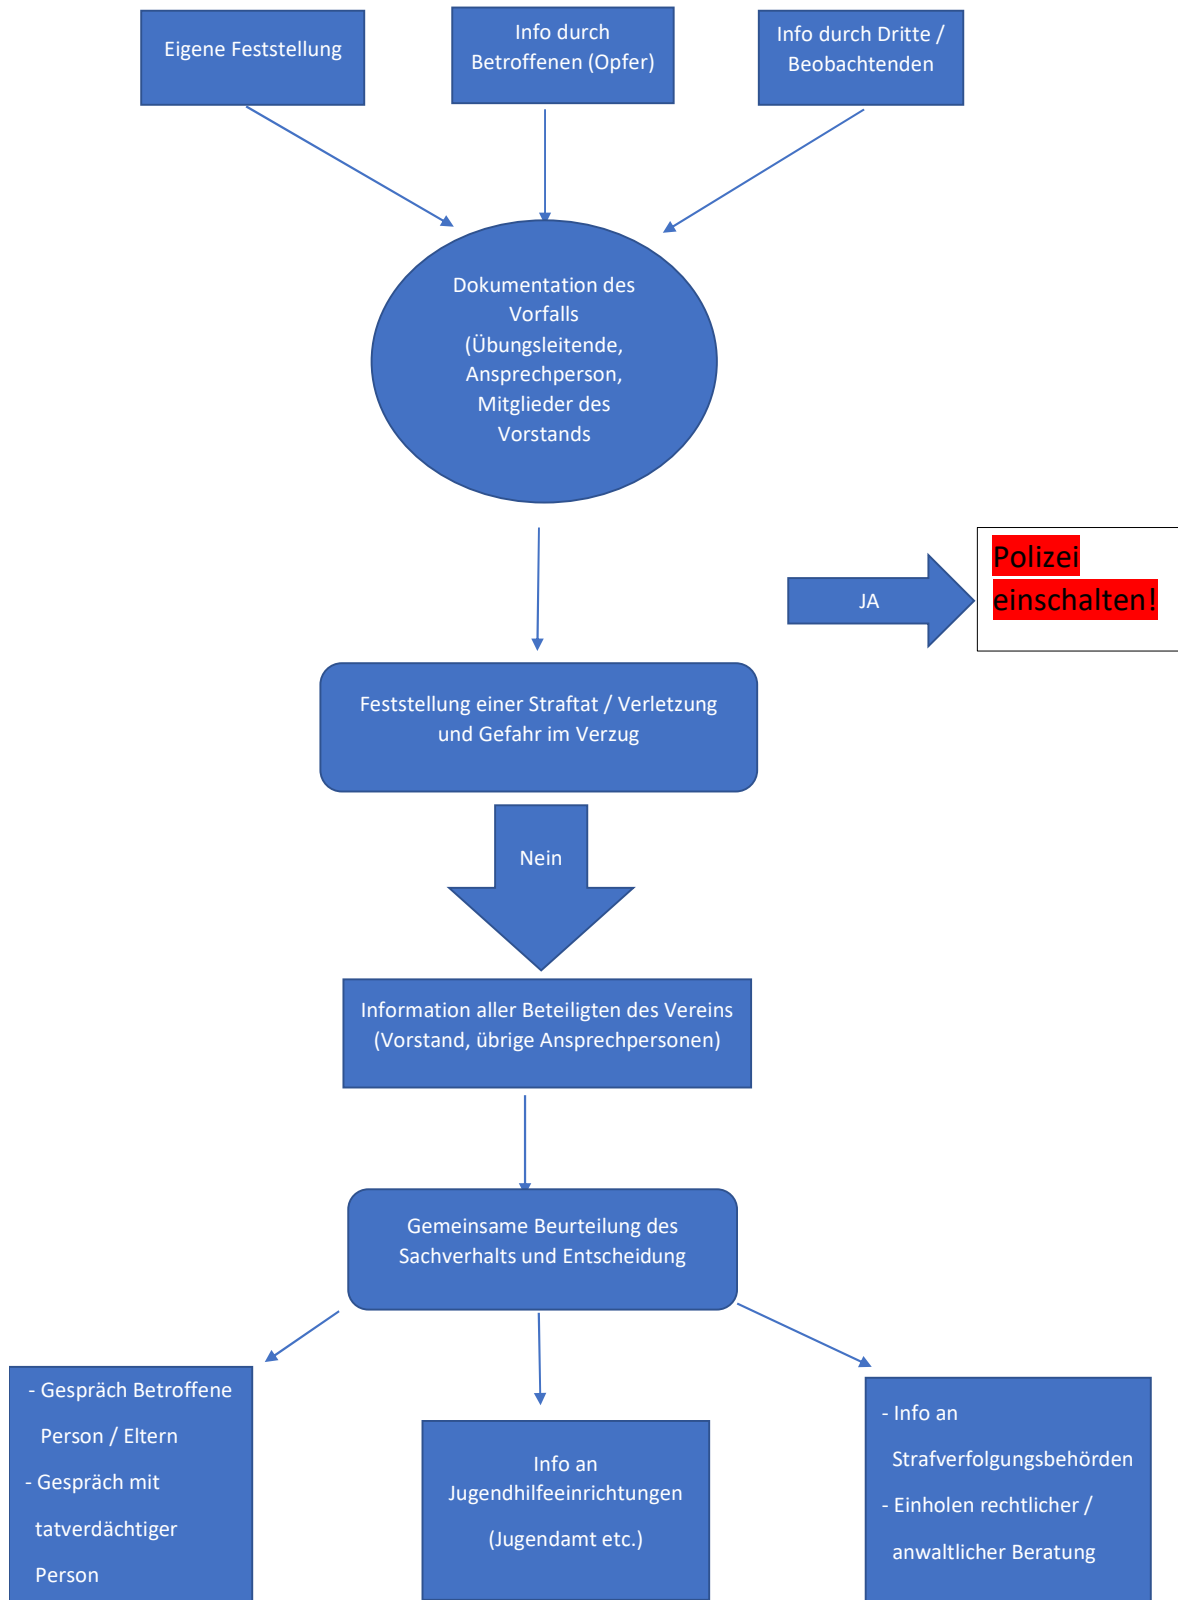 Eigene Feststellung
Info durch
Betroffenen (Opfer)
Info durch Dritte /
Beobachtenden
Dokumentation des
Vorfalls
(Übungsleitende,
Ansprechperson,
Mitglieder des
Vorstands
JA
Polizei
einschalten!
Feststellung einer Straftat / Verletzung
und Gefahr im Verzug
Nein
Information aller Beteiligten des Vereins
(Vorstand, übrige Ansprechpersonen)
Gemeinsame Beurteilung des
Sachverhalts und Entscheidung
- Gespräch Betroffene
Person / Eltern
- Gespräch mit
tatverdächtiger
Person
Info an
Jugendhilfeeinrichtungen
(Jugendamt etc.)
- Info an
Strafverfolgungsbehörden
- Einholen rechtlicher /
anwaltlicher Beratung